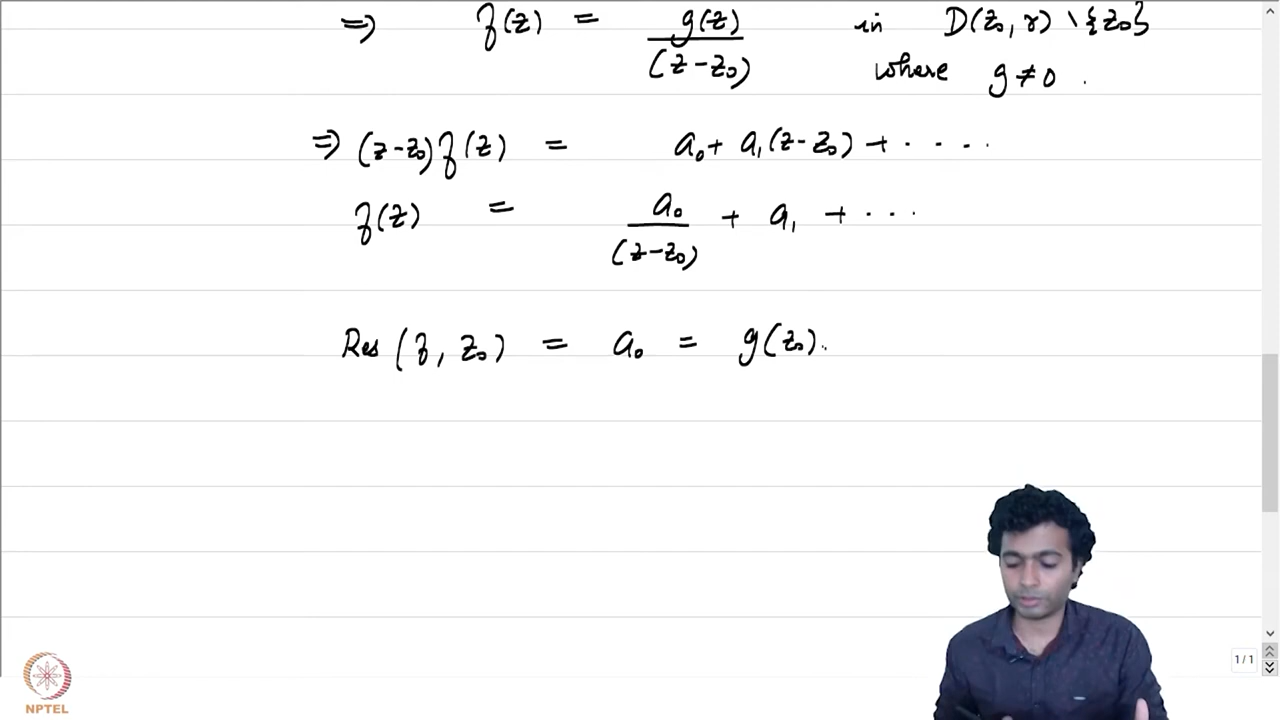 ⇒ f(z) = g(z)/(z-z₀) in D(z₀, r) \ {z₀}
where g ≠ 0 .
⇒ (z-z₀)f(z) = a₀ + a₁(z-z₀) + · · · ·
f(z) = a₀/(z-z₀) + a₁ + · · ·
Res (f, z₀) = a₀ = g(z₀).
1 / 1
NPTEL